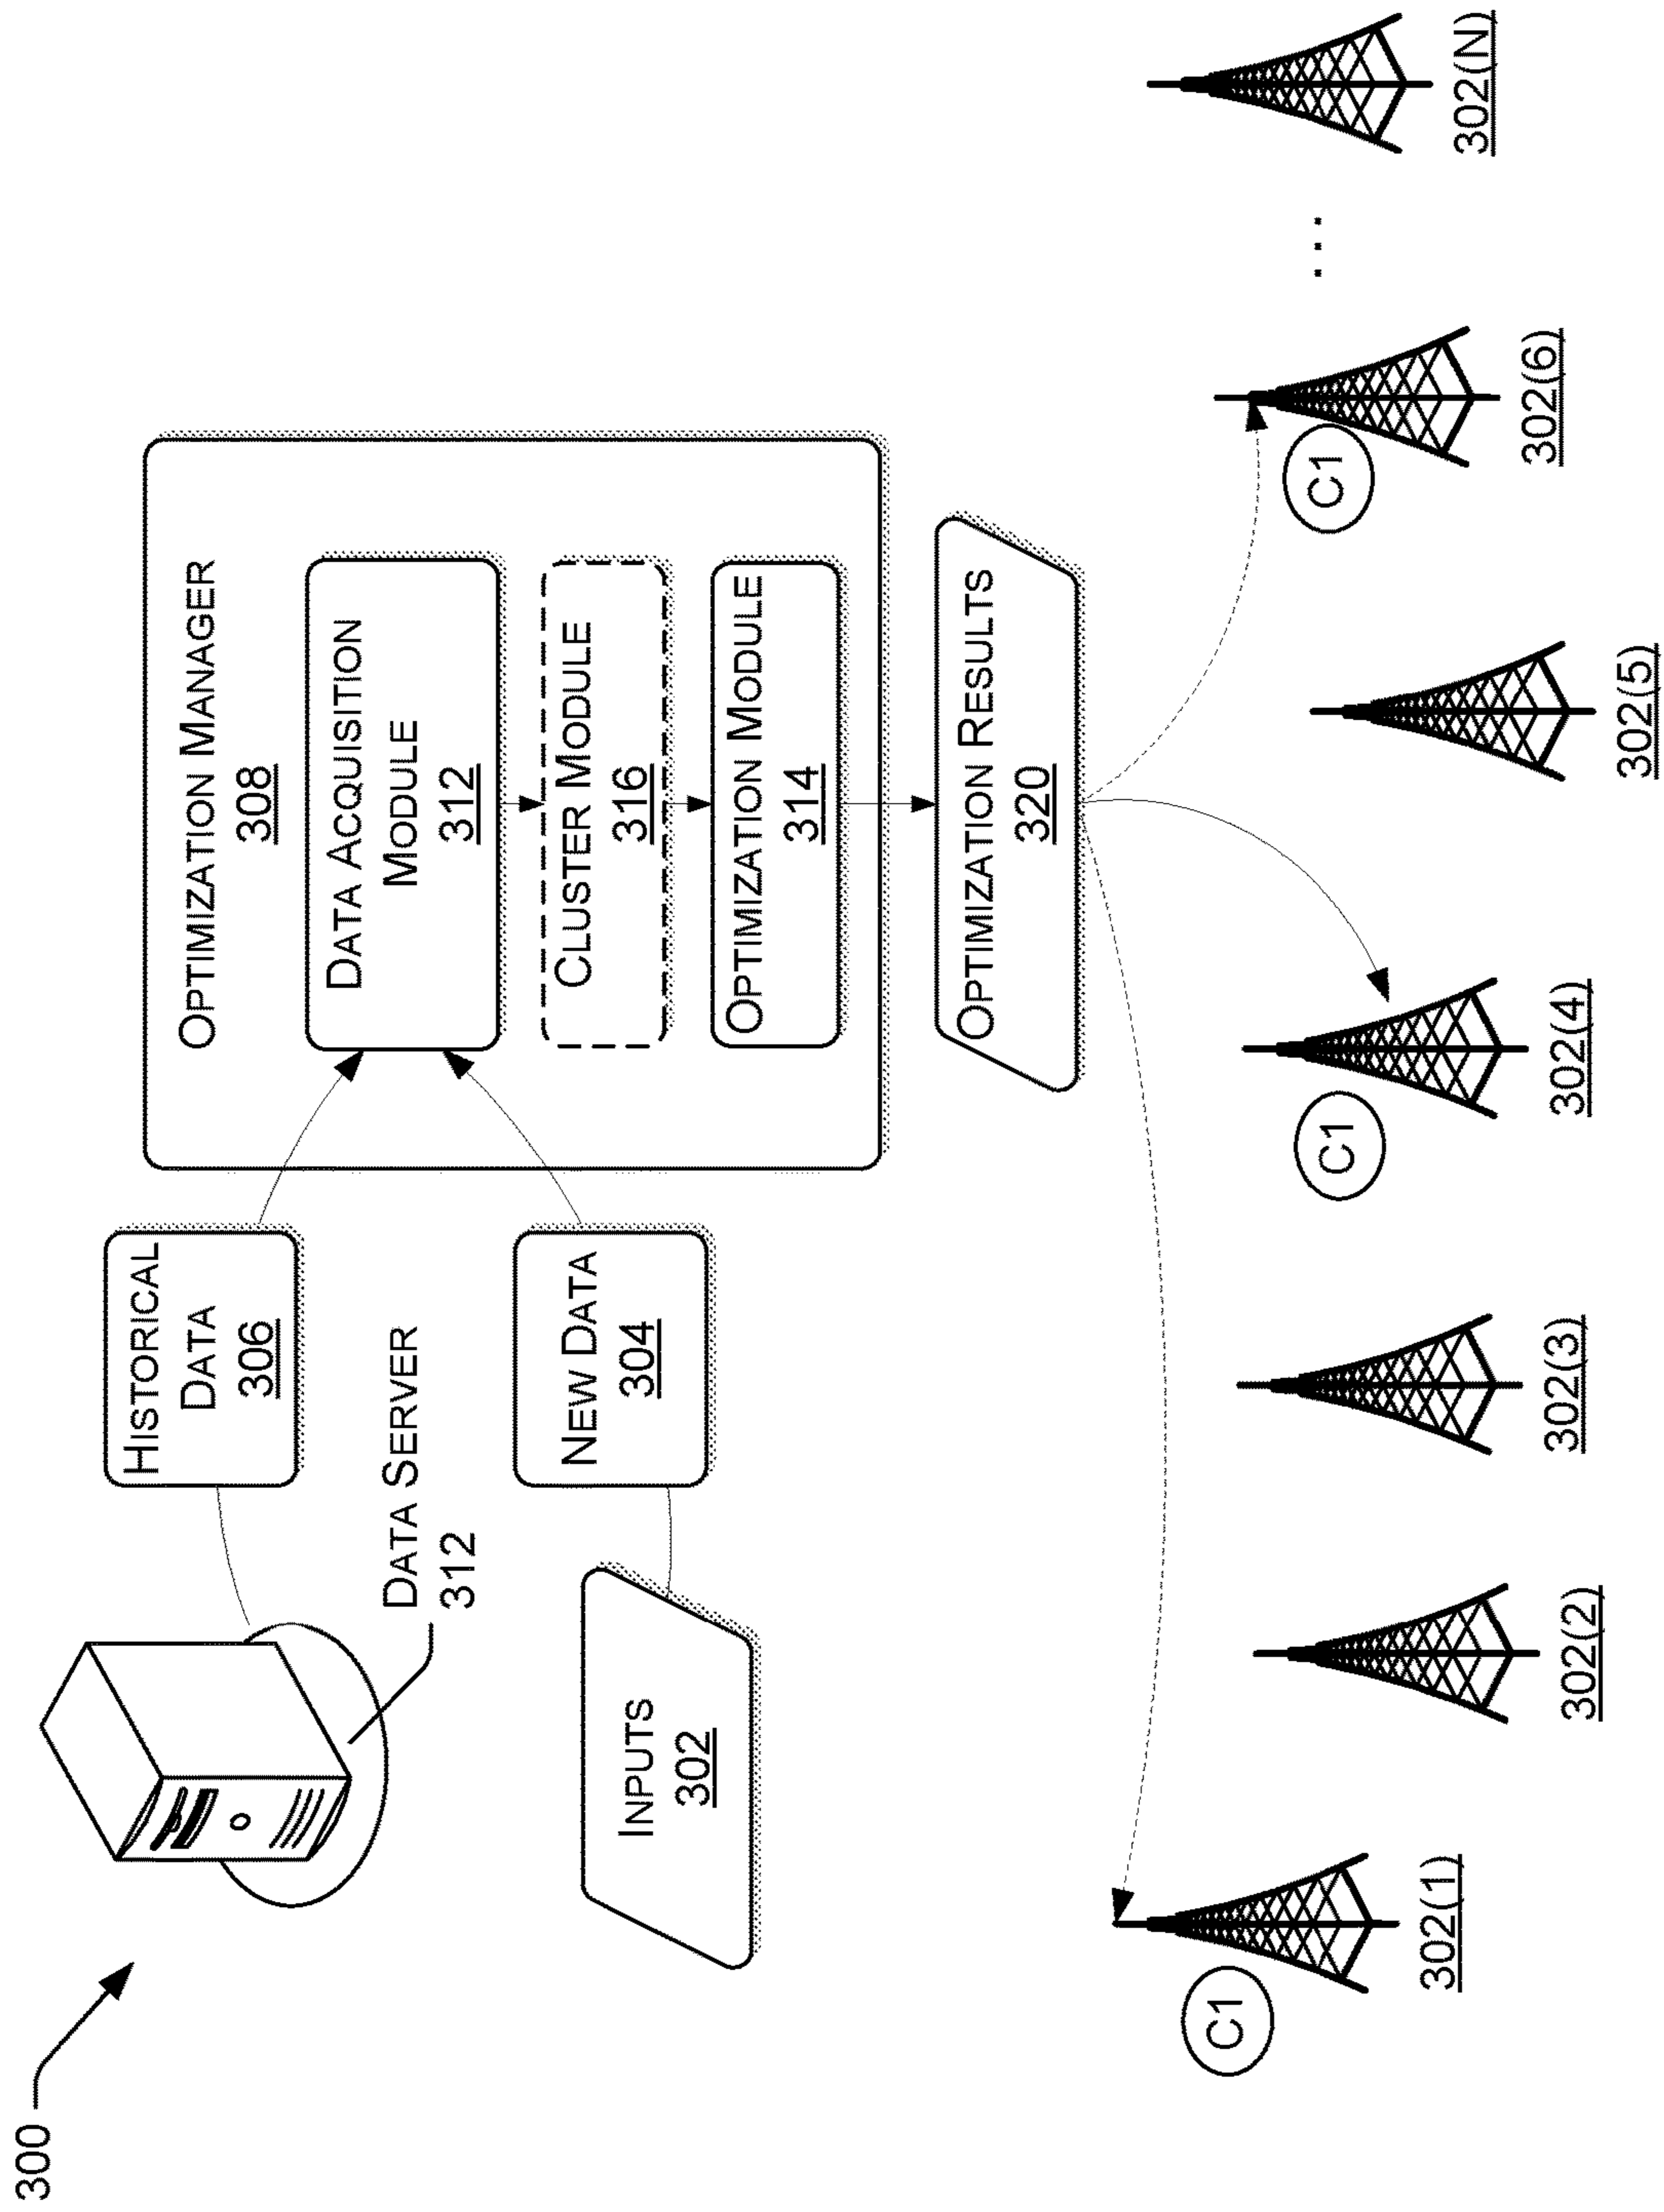 300
DATA SERVER
312
HISTORICAL
DATA
306
INPUTS
302
NEW DATA
304
OPTIMIZATION MANAGER
308
DATA ACQUISITION
MODULE
312
CLUSTER MODULE
316
OPTIMIZATION MODULE
314
OPTIMIZATION RESULTS
320
C1
302(1)
302(2)
302(3)
C1
302(4)
302(5)
C1
302(6)
...
302(N)